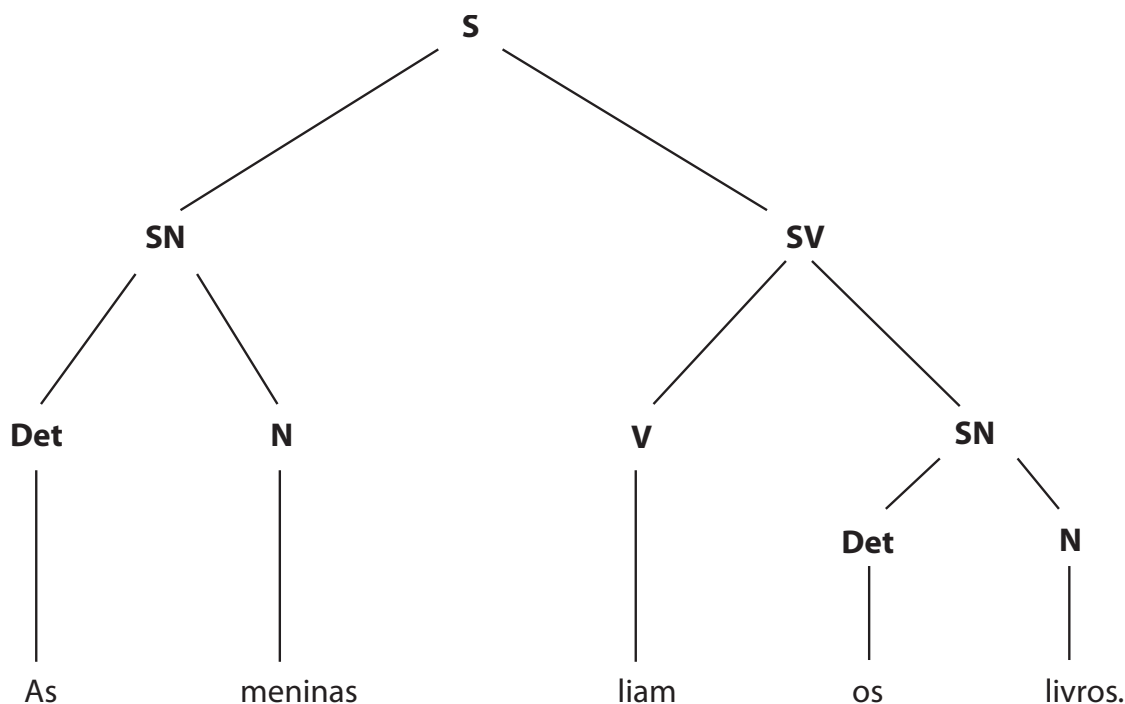 S
SN SV
Det N V SN
Det N
As meninas liam os livros.